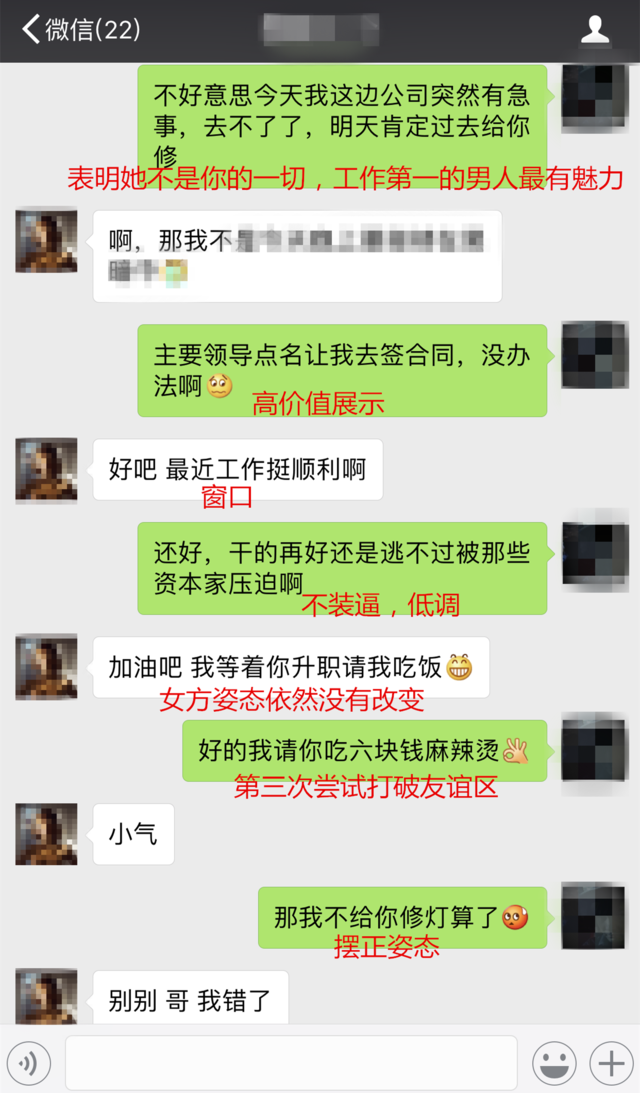 微信(22)
不好意思今天我这边公司突然有急
事，去不了了，明天肯定过去给你
修
表明她不是你的一切，工作第一的男人最有魅力
啊，那我不
主要领导点名让我去签合同，没办
法啊
高价值展示
好吧 最近工作挺顺利啊
窗口
还好，干的再好还是逃不过被那些
资本家压迫啊
不装逼，低调
加油吧 我等着你升职请我吃饭
女方姿态依然没有改变
好的我请你吃六块钱麻辣烫
第三次尝试打破友谊区
小气
那我不给你修灯算了
摆正姿态
别别 哥 我错了